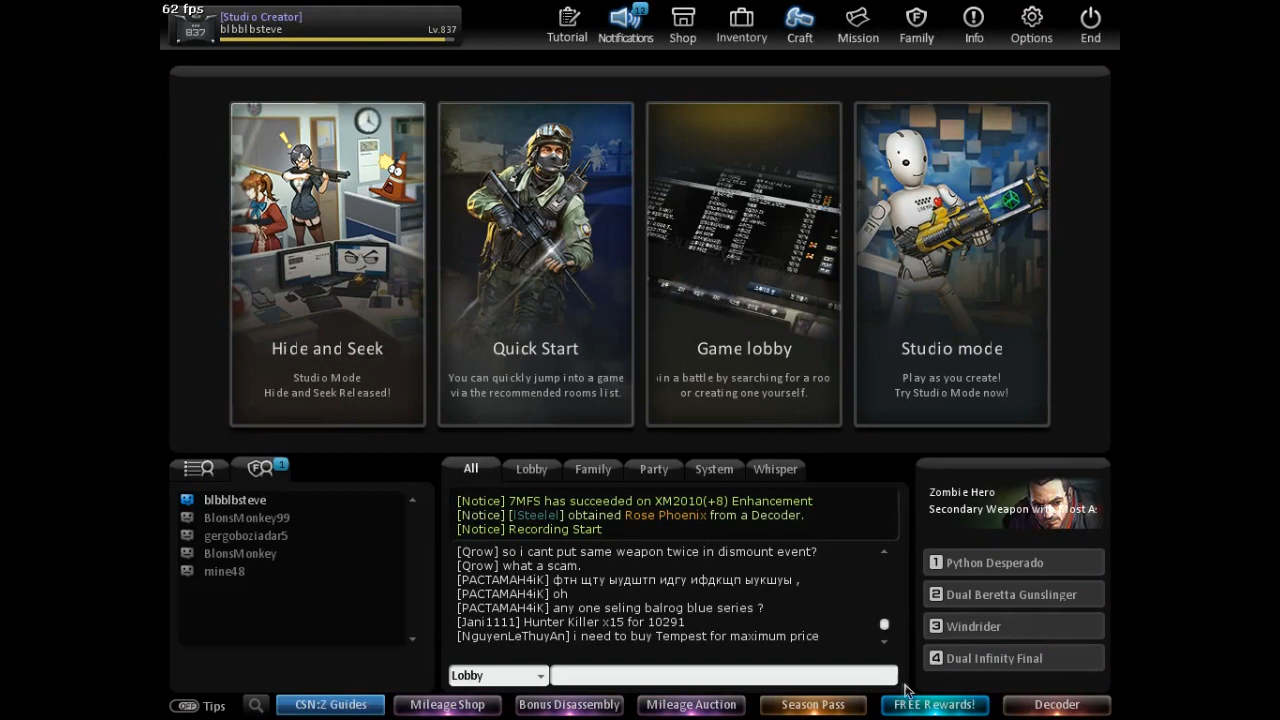 62 fps
[Studio Creator]
blbblbsteve
Lv.837
837
Tutorial
12
Notifications
Shop
Inventory
Craft
Mission
Family
Info
Options
End
Hide and Seek
Studio Mode
Hide and Seek Released!
Quick Start
You can quickly jump into a game
via the recommended rooms list.
Game lobby
in a battle by searching for a roo
or creating one yourself.
Studio mode
Play as you create!
Try Studio Mode now!
1
blbblbsteve
BlonsMonkey99
gergoboziadar5
BlonsMonkey
mine48
All
Lobby
Family
Party
System
Whisper
[Notice] 7MFS has succeeded on XM2010(+8) Enhancement
[Notice] [lSteelel] obtained Rose Phoenix from a Decoder.
[Notice] Recording Start
[Qrow] so i cant put same weapon twice in dismount event?
[Qrow] what a scam.
[PACTAMAH4iK] фтн щту ыудштп идгу ифдкщп ыукшуы ,
[PACTAMAH4iK] oh
[PACTAMAH4iK] any one seling balrog blue series ?
[Jani1111] Hunter Killer x15 for 10291
[NguyenLeThuyAn] i need to buy Tempest for maximum price
Lobby
Zombie Hero
Secondary Weapon with Most As
1 Python Desperado
2 Dual Beretta Gunslinger
3 Windrider
4 Dual Infinity Final
OFF Tips
CSN:Z Guides
Mileage Shop
Bonus Disassembly
Mileage Auction
Season Pass
FREE Rewards!
Decoder